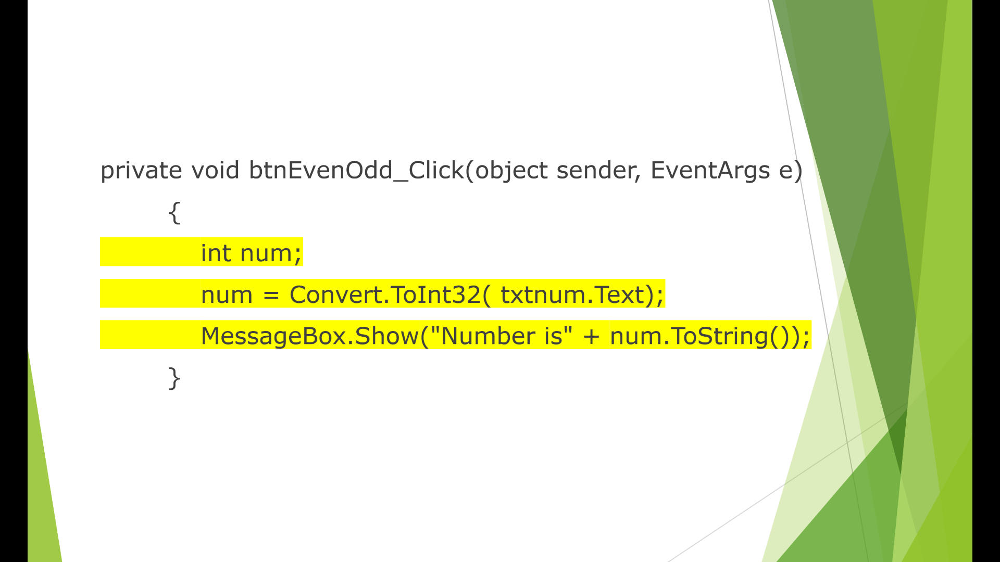 private void btnEvenOdd_Click(object sender, EventArgs e)
{
int num;
num = Convert.ToInt32( txtnum.Text);
MessageBox.Show("Number is" + num.ToString());
}